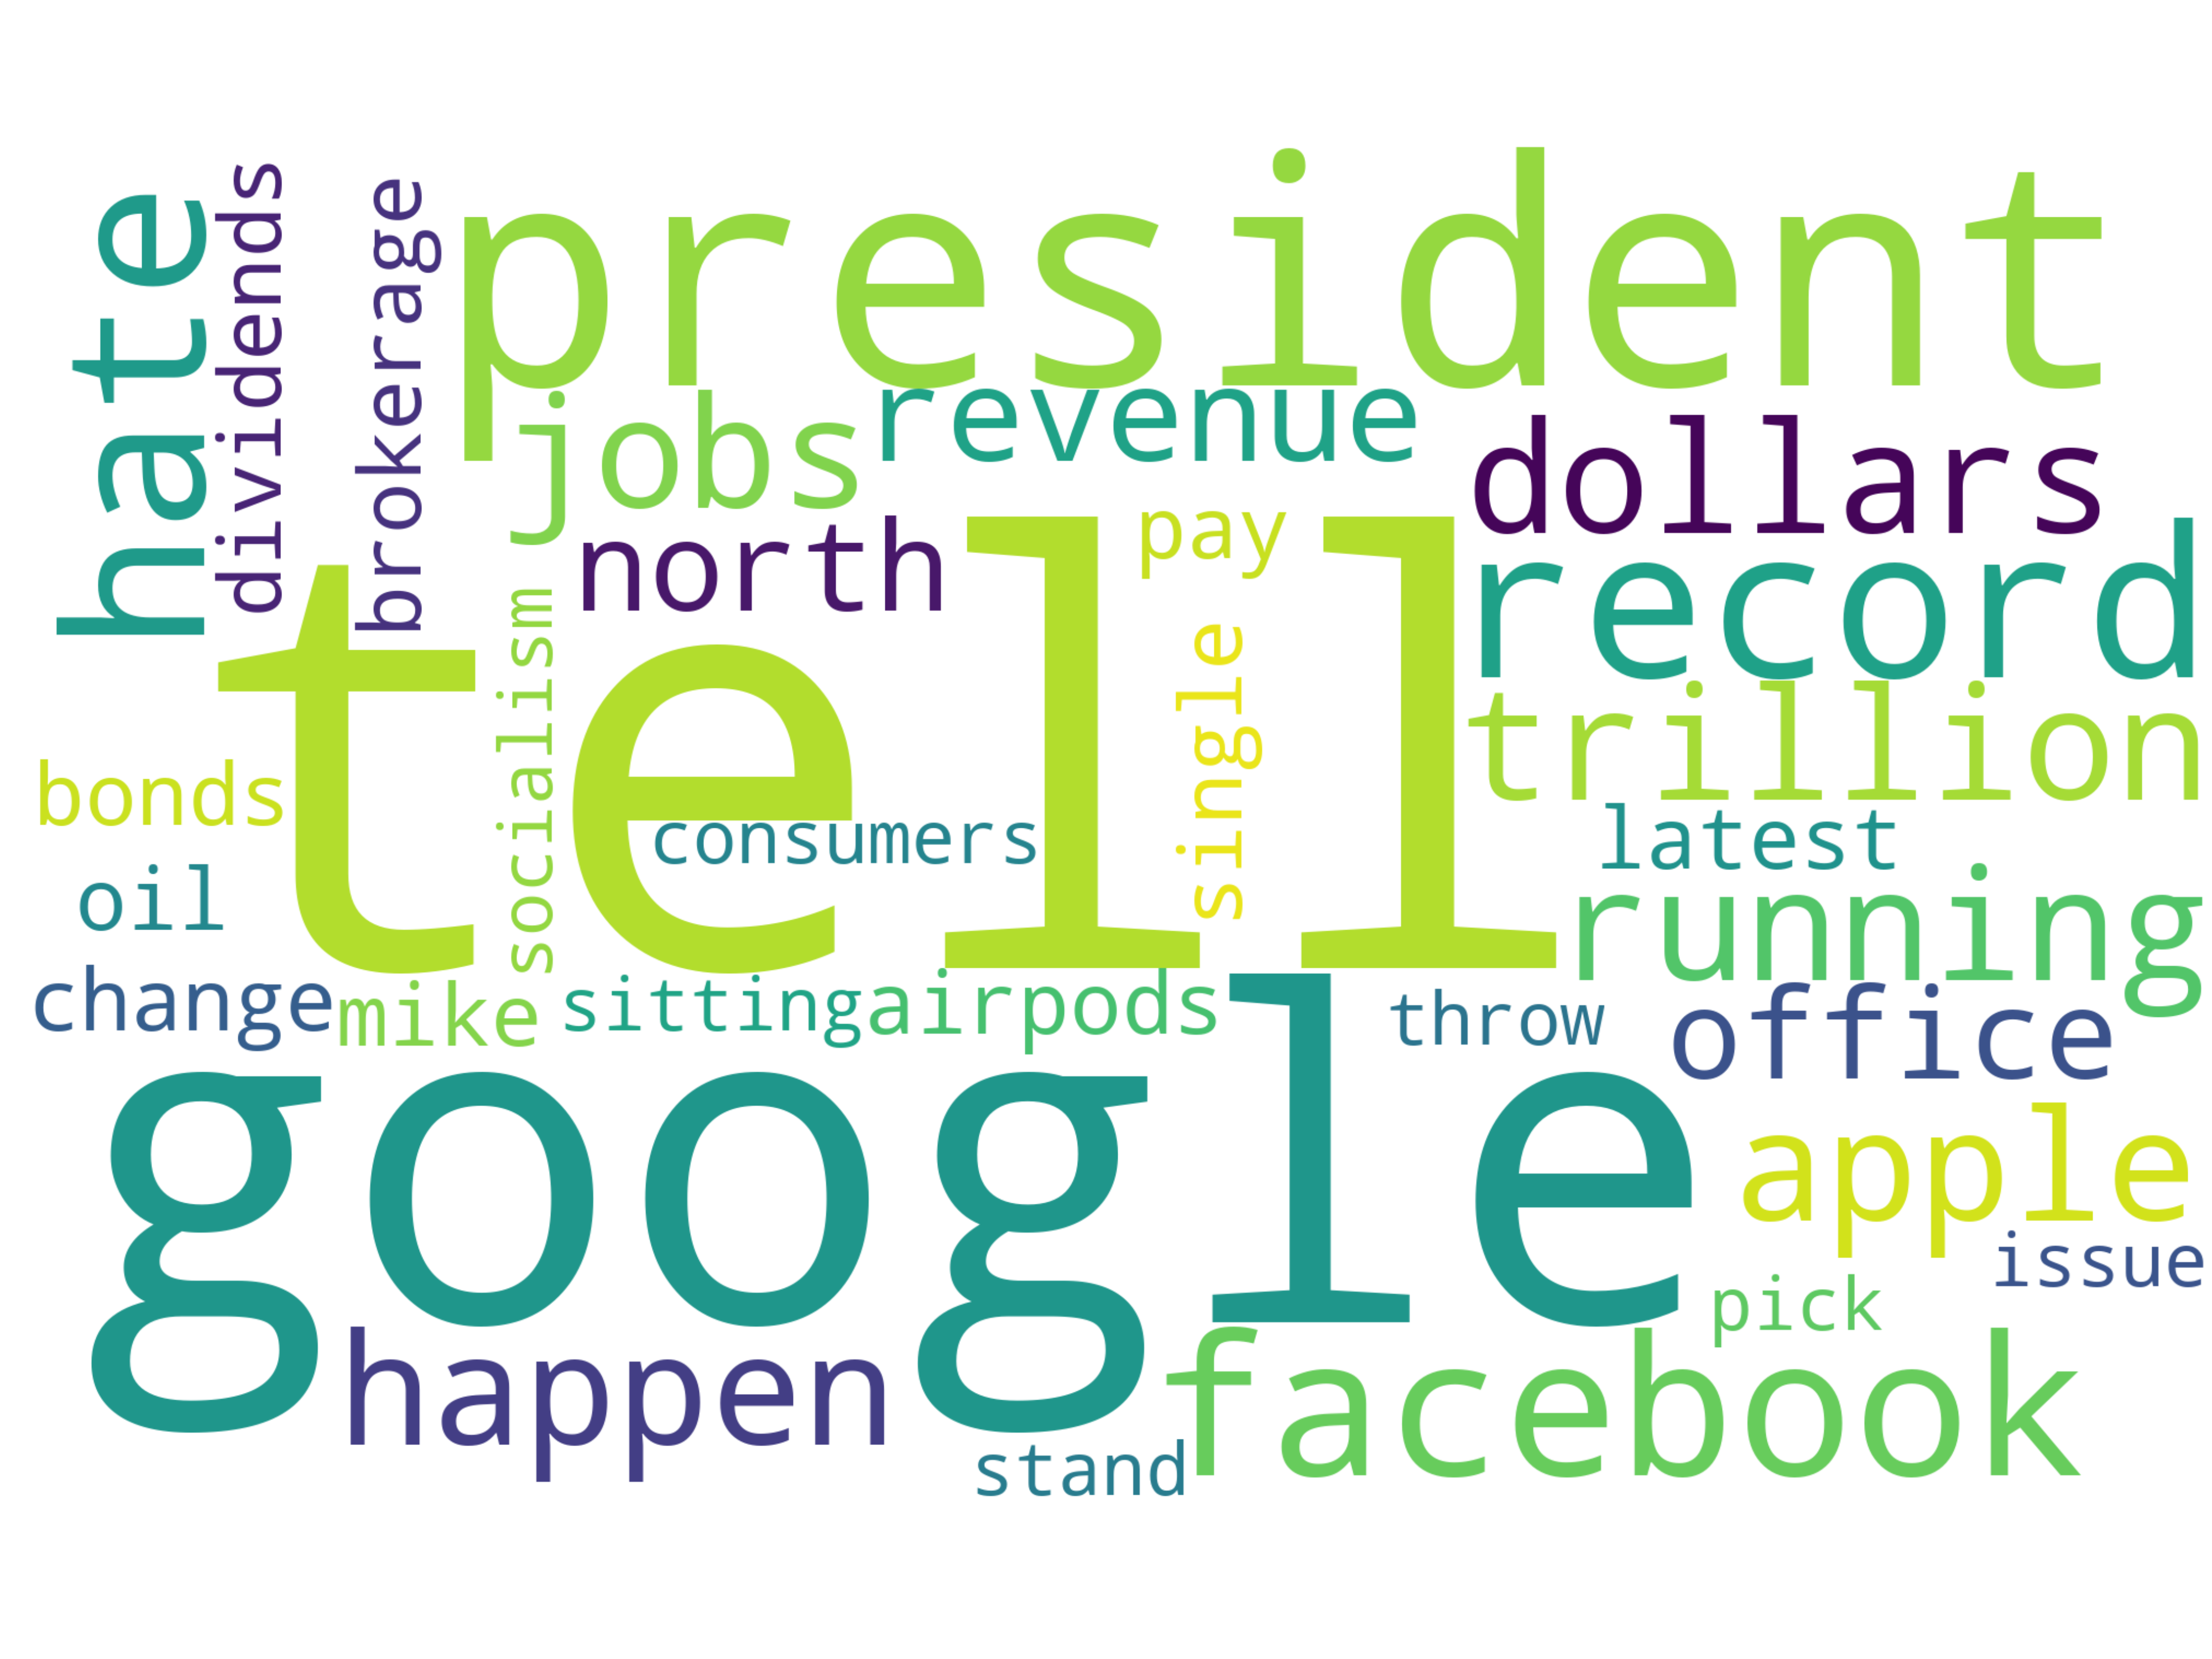 president
hate
dividends
brokerage
jobs
revenue
dollars
north
pay
record
tell
socialism
single
trillion
bonds
consumers
latest
oil
running
change
mike
sitting
airpods
throw
office
google
apple
issue
pick
happen
facebook
stand